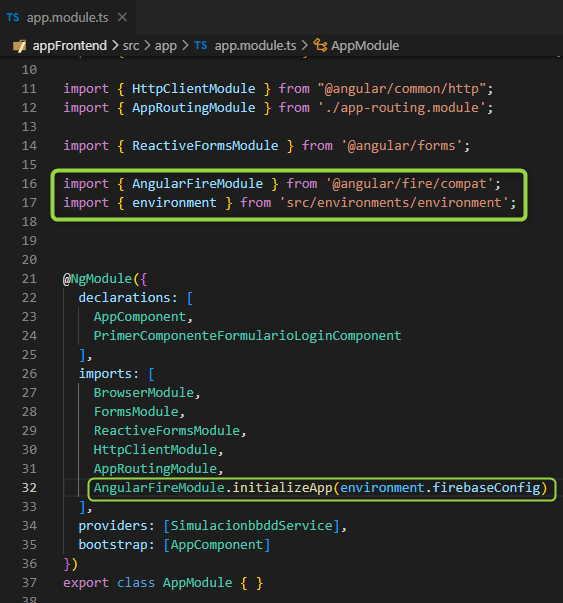 TS app.module.ts ×
appFrontend > src > app > TS app.module.ts > AppModule
10
11 import { HttpClientModule } from "@angular/common/http";
12 import { AppRoutingModule } from './app-routing.module';
13
14 import { ReactiveFormsModule } from '@angular/forms';
15
16 import { AngularFireModule } from '@angular/fire/compat';
17 import { environment } from 'src/environments/environment';
18
19
20
21 @NgModule({
22 declarations: [
23 AppComponent,
24 PrimerComponenteFormularioLoginComponent
25 ],
26 imports: [
27 BrowserModule,
28 FormsModule,
29 ReactiveFormsModule,
30 HttpClientModule,
31 AppRoutingModule,
32 AngularFireModule.initializeApp(environment.firebaseConfig)
33 ],
34 providers: [SimulacionbbddService],
35 bootstrap: [AppComponent]
36 })
37 export class AppModule { }
38